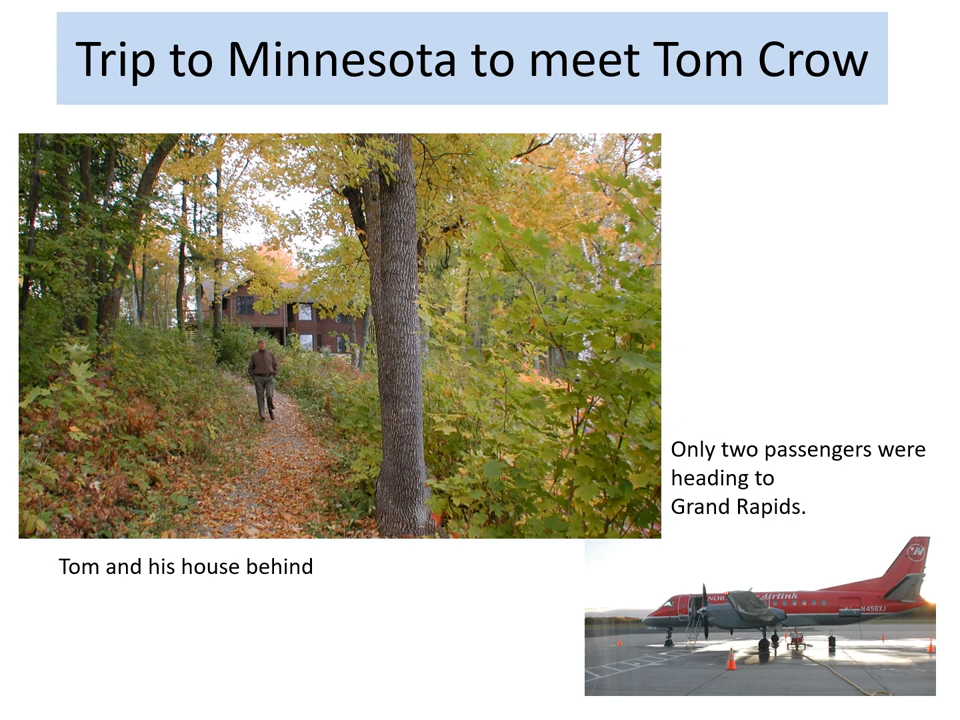 Trip to Minnesota to meet Tom Crow
Only two passengers were
heading to
Grand Rapids.
Tom and his house behind
Airlink
N456XJ